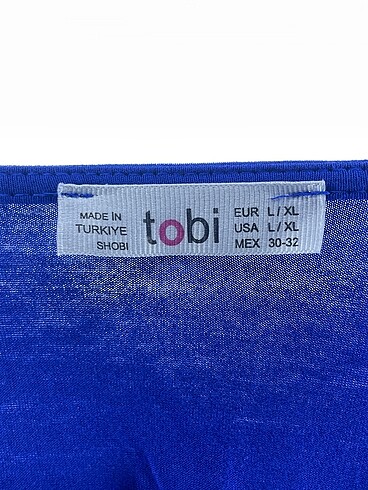 MADE IN
TURKIYE
SHOBI
tobi
EUR L / XL
USA L / XL
MEX 30-32